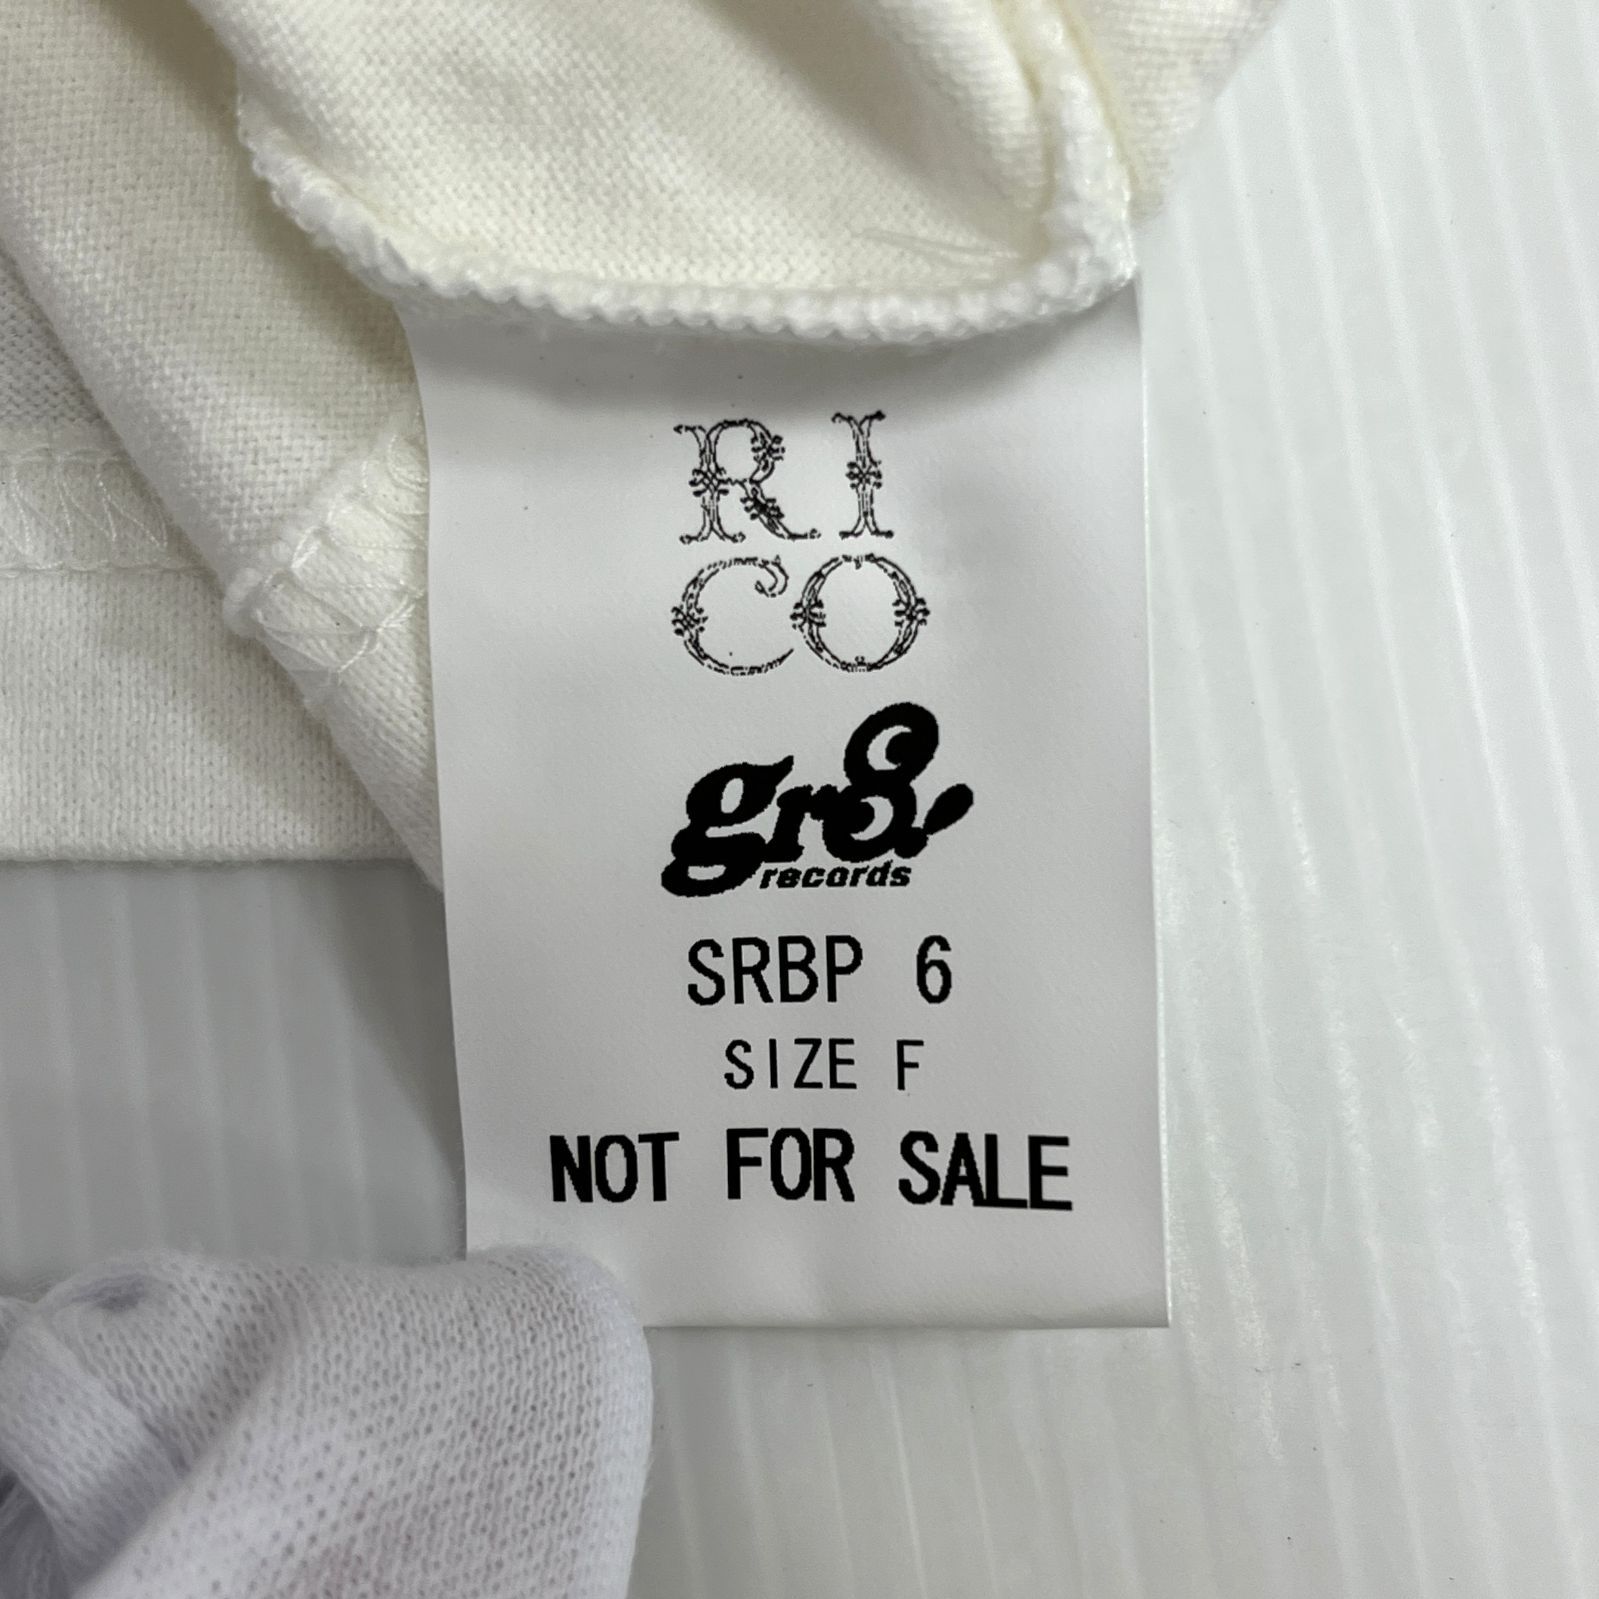 RI
CO
gr8!
records
SRBP 6
SIZE F
NOT FOR SALE